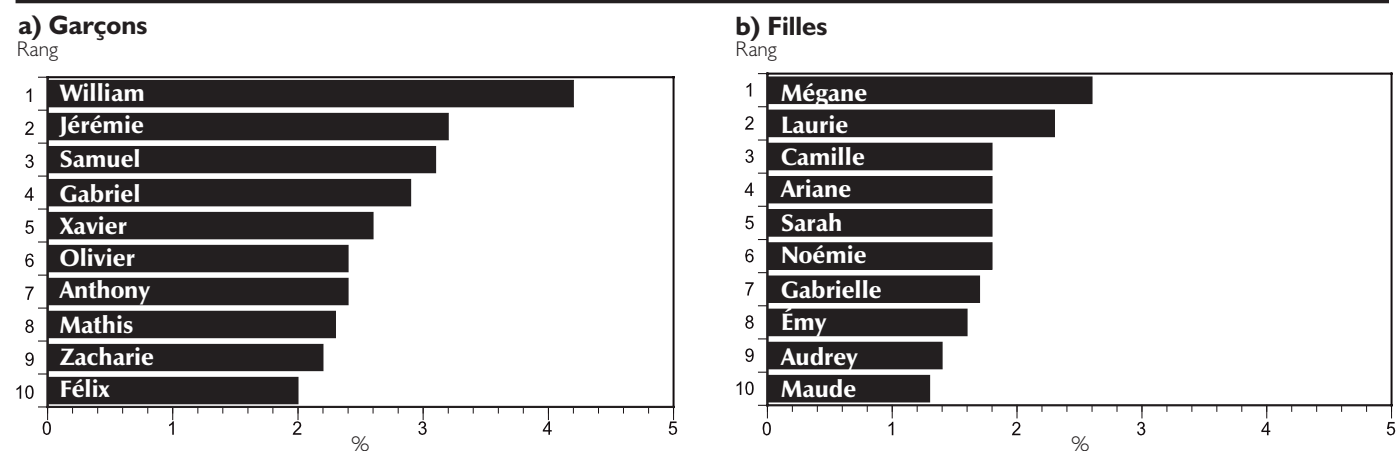 a) Garçons
Rang
1 William
2 Jérémie
3 Samuel
4 Gabriel
5 Xavier
6 Olivier
7 Anthony
8 Mathis
9 Zacharie
10 Félix
0 1 2 3 4 5
%
b) Filles
Rang
1 Mégane
2 Laurie
3 Camille
4 Ariane
5 Sarah
6 Noémie
7 Gabrielle
8 Émy
9 Audrey
10 Maude
0 1 2 3 4 5
%